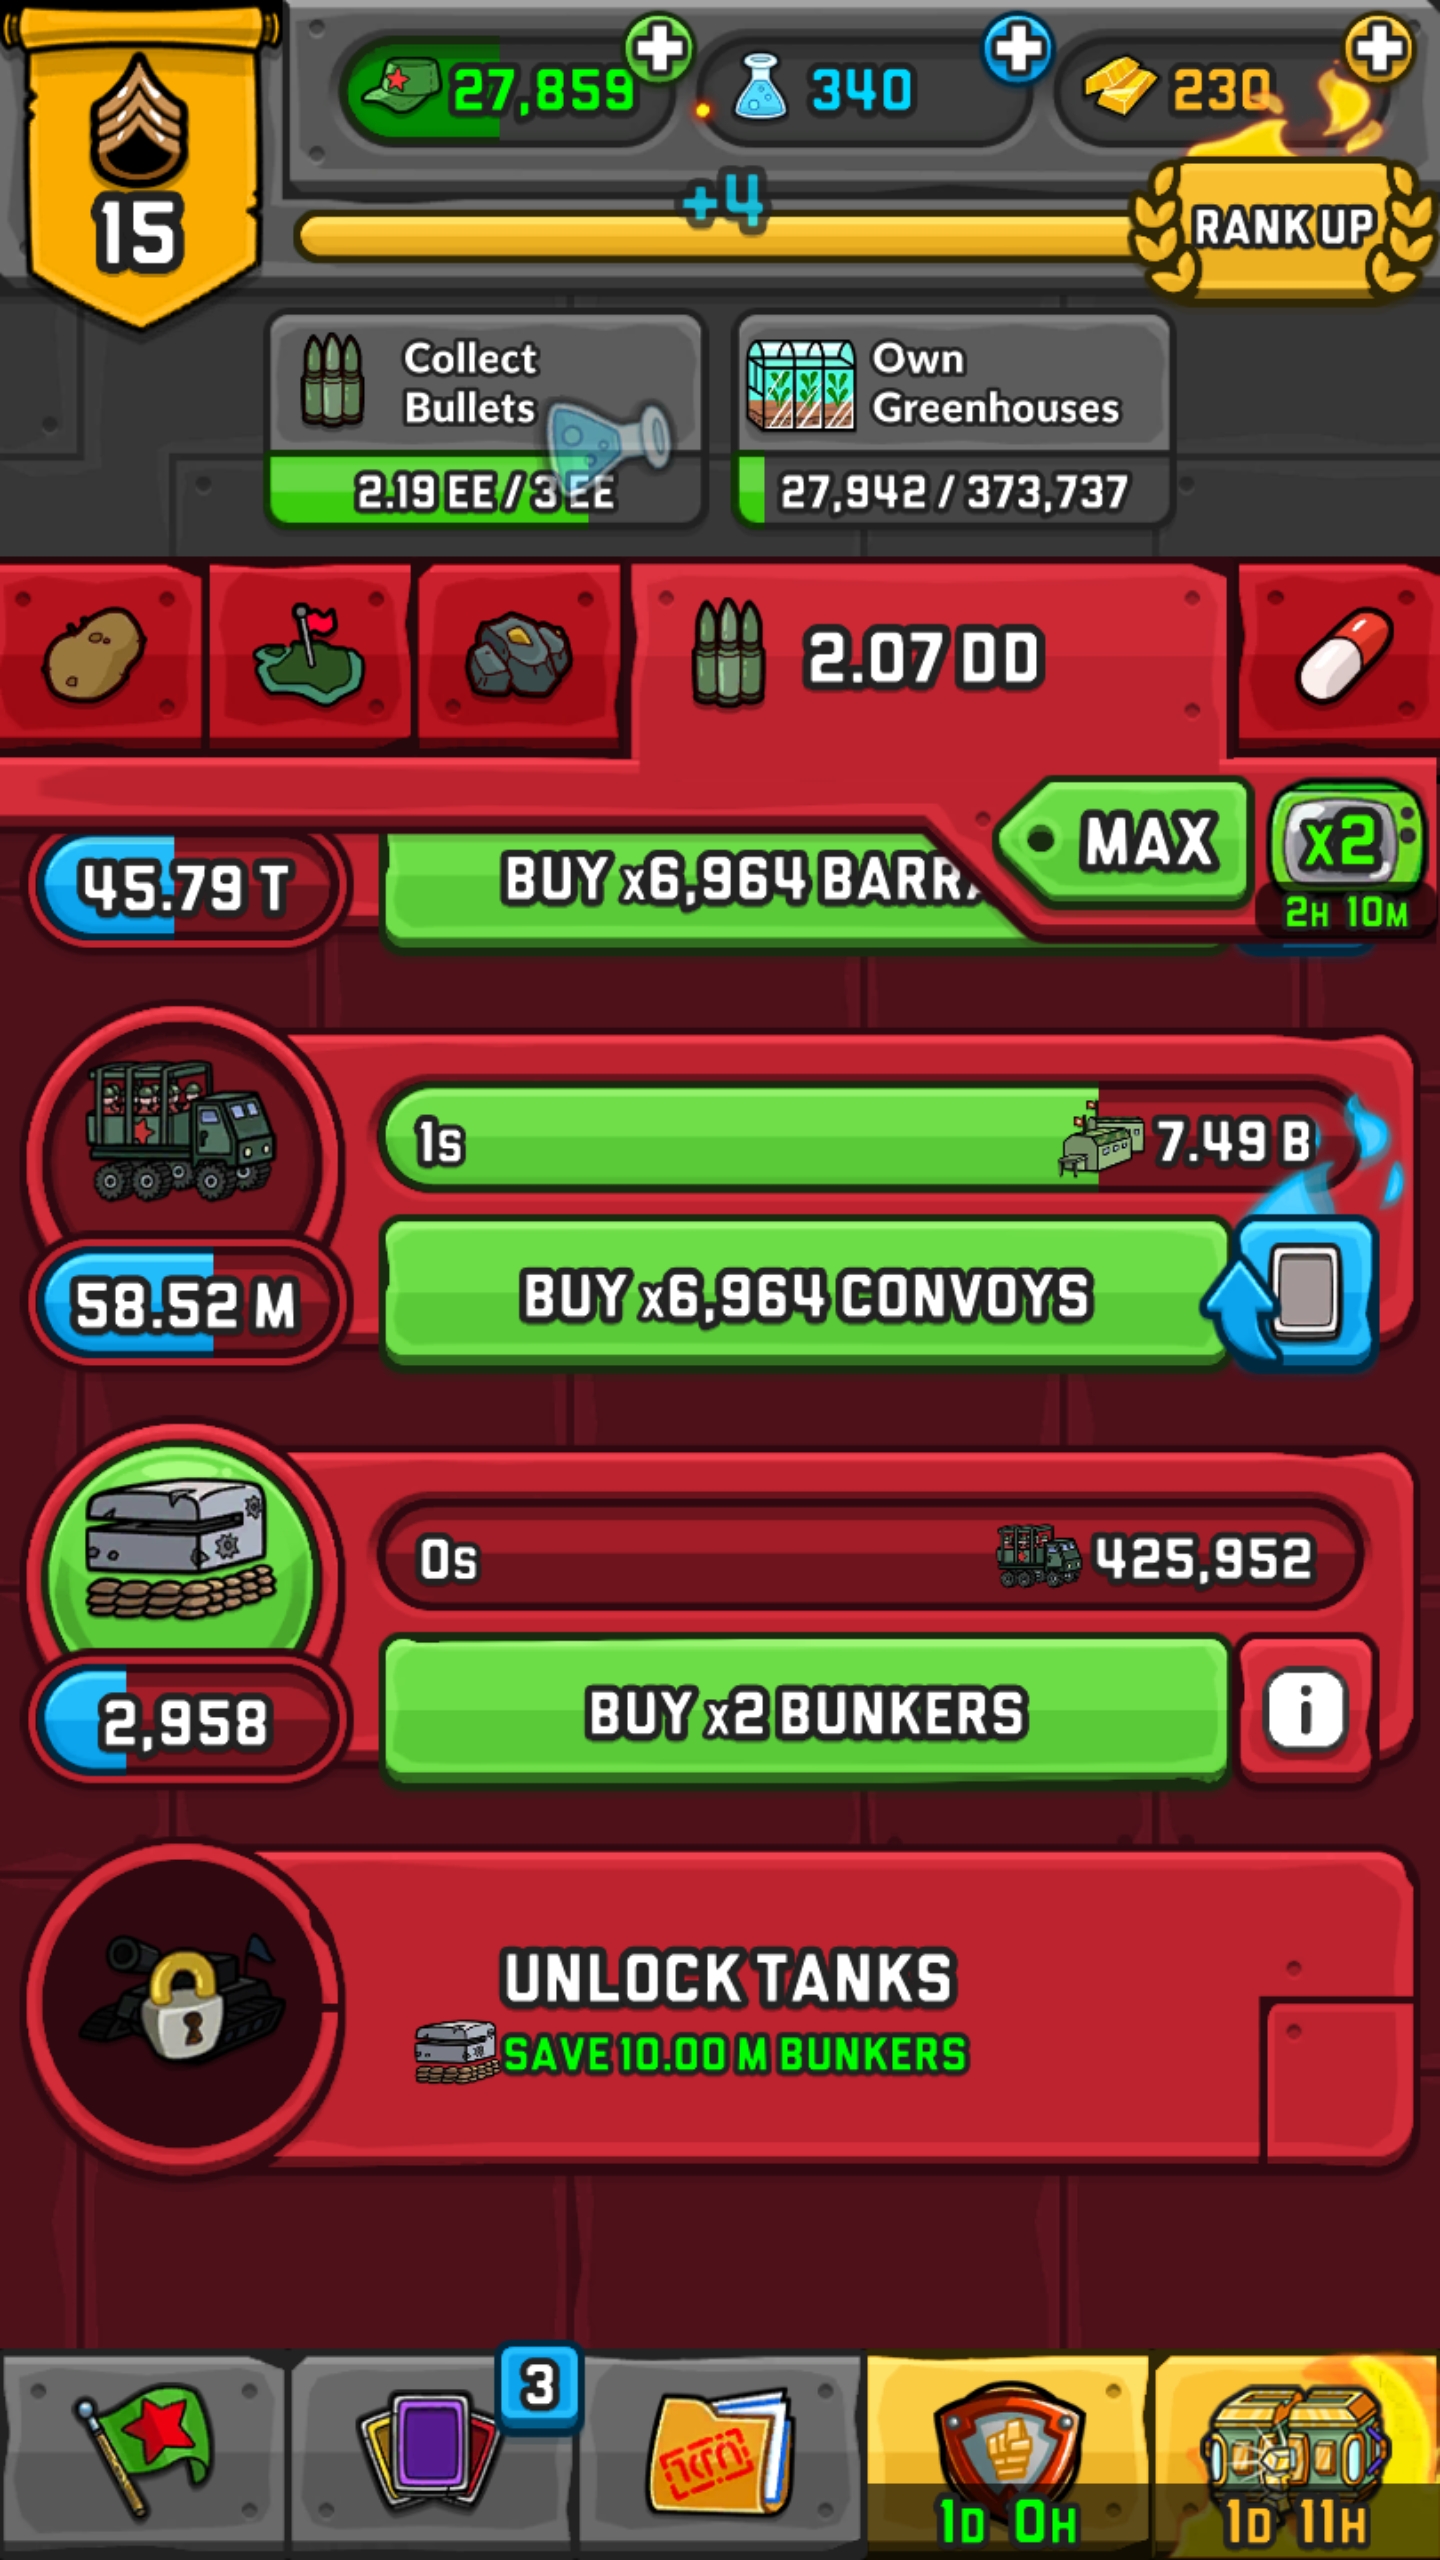 27,859
340
230
15
+4
RANK UP
Collect
Bullets
2.19 EE / 3 EE
Own
Greenhouses
27,942 / 373,737
2.07 DD
MAX
x2
2H 10M
45.79 T
BUY x6,964
1s
7.49 B
58.52 M
BUY x6,964 CONVOYS
0s
425,952
2,958
BUY x2 BUNKERS
i
UNLOCK TANKS
SAVE 10.00 M BUNKERS
3
1D 0H
1D 11H